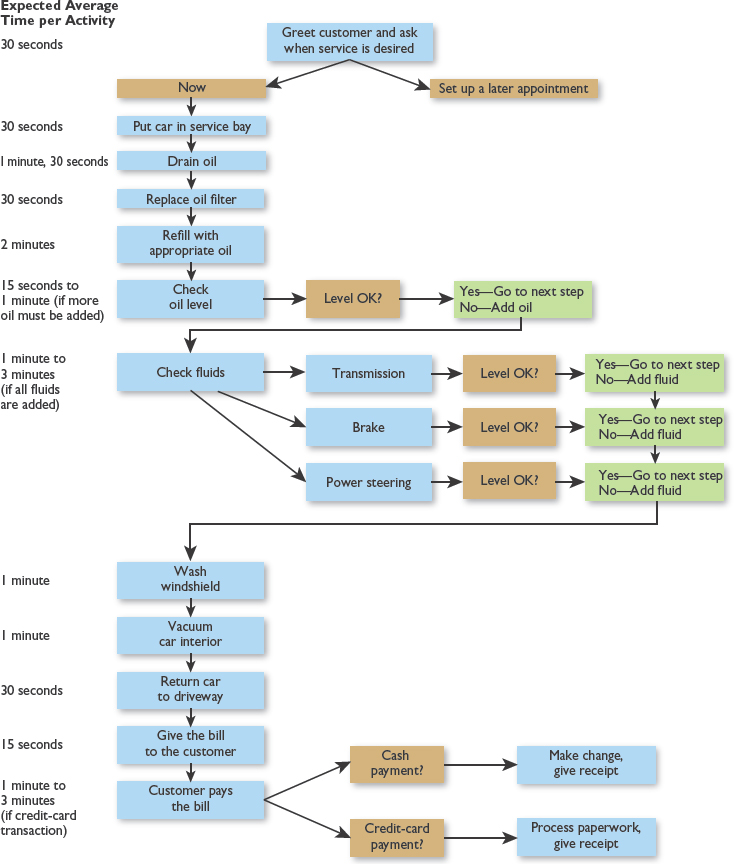 Expected Average
Time per Activity
30 seconds
Greet customer and ask
when service is desired
Now
Set up a later appointment
30 seconds
Put car in service bay
1 minute, 30 seconds
Drain oil
30 seconds
Replace oil filter
2 minutes
Refill with
appropriate oil
15 seconds to
1 minute (if more
oil must be added)
Check
oil level
Level OK?
Yes—Go to next step
No—Add oil
1 minute to
3 minutes
(if all fluids
are added)
Check fluids
Transmission
Level OK?
Yes—Go to next step
No—Add fluid
Brake
Level OK?
Yes—Go to next step
No—Add fluid
Power steering
Level OK?
Yes—Go to next step
No—Add fluid
1 minute
Wash
windshield
1 minute
Vacuum
car interior
30 seconds
Return car
to driveway
15 seconds
Give the bill
to the customer
1 minute to
3 minutes
(if credit-card
transaction)
Customer pays
the bill
Cash
payment?
Make change,
give receipt
Credit-card
payment?
Process paperwork,
give receipt